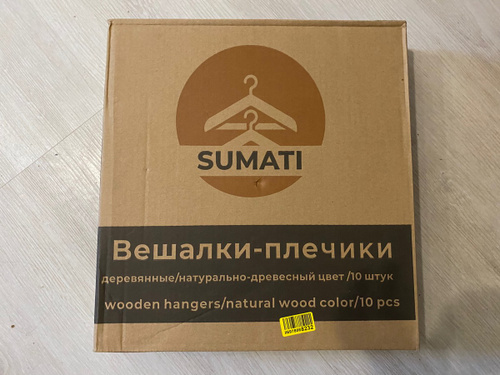 SUMATI
Вешалки-плечики
деревянные/натурально-древесный цвет /10 штук
wooden hangers/natural wood color/10 pcs